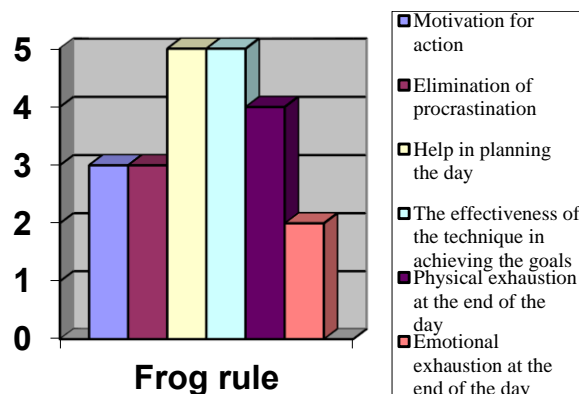 5
4
3
2
1
0
Frog rule
Motivation for
action
Elimination of
procrastination
Help in planning
the day
The effectiveness of
the technique in
achieving the goals
Physical exhaustion
at the end of the
day
Emotional
exhaustion at the
end of the day